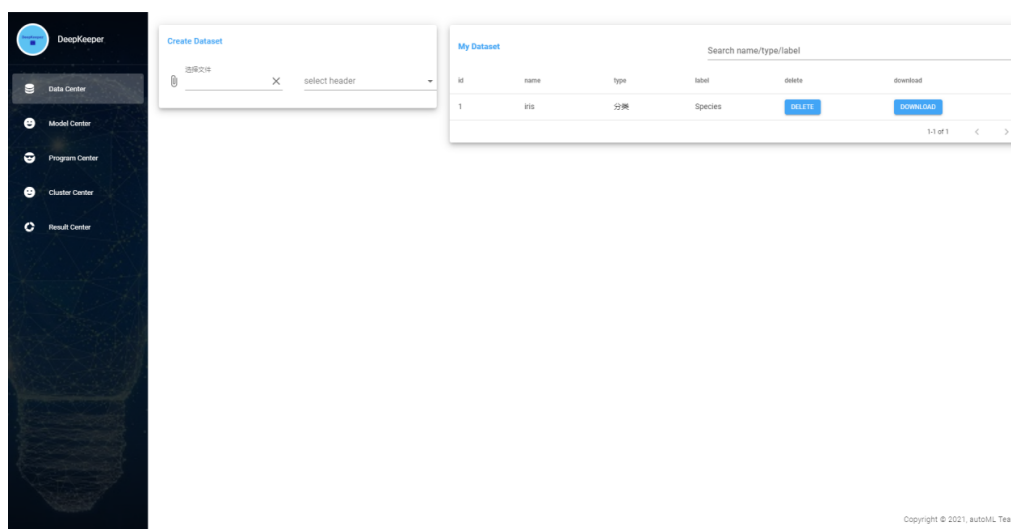 DeepKeeper
Data Center
Model Center
Program Center
Cluster Center
Result Center
Create Dataset
选择文件
select header
My Dataset
Search name/type/label
id name type label delete download
1 iris 分类 Species DELETE DOWNLOAD
1-1 of 1
Copyright © 2021, autoML Tea